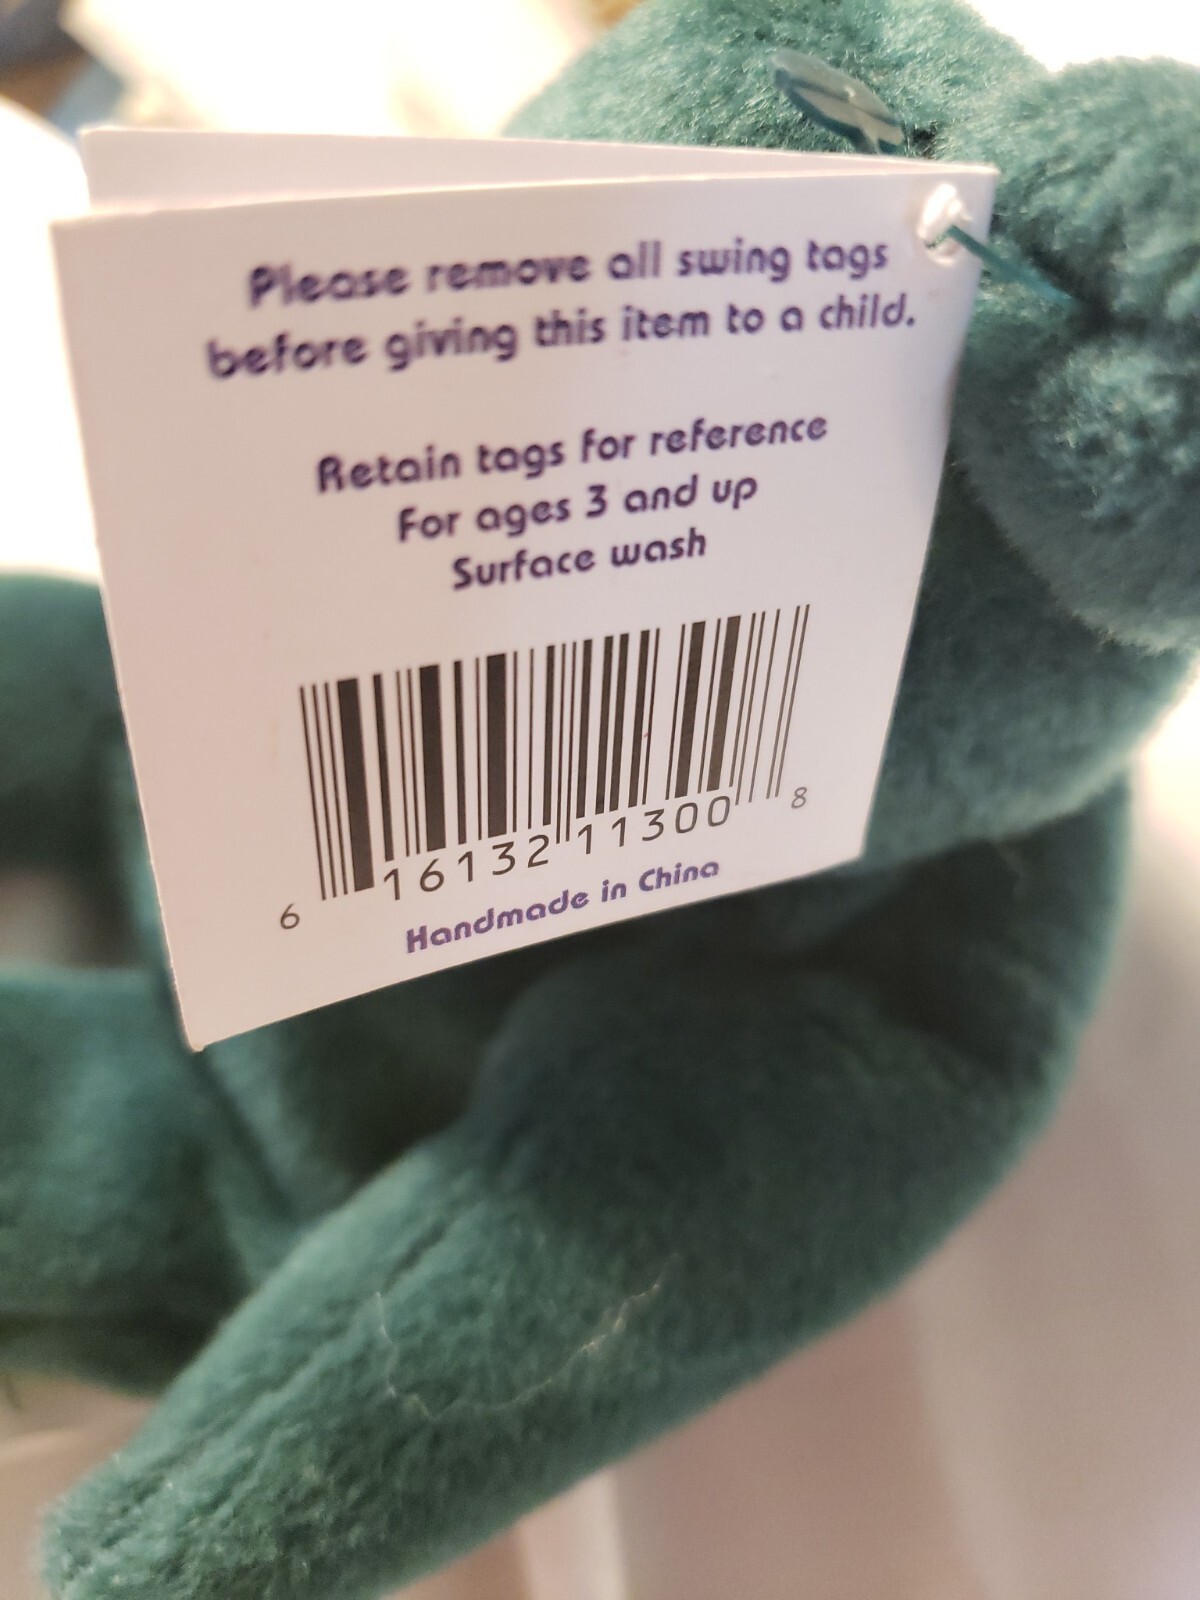 Please remove all swing tags
before giving this item to a child.
Retain tags for reference
For ages 3 and up
Surface wash
6 16132 11300 8
Handmade in China